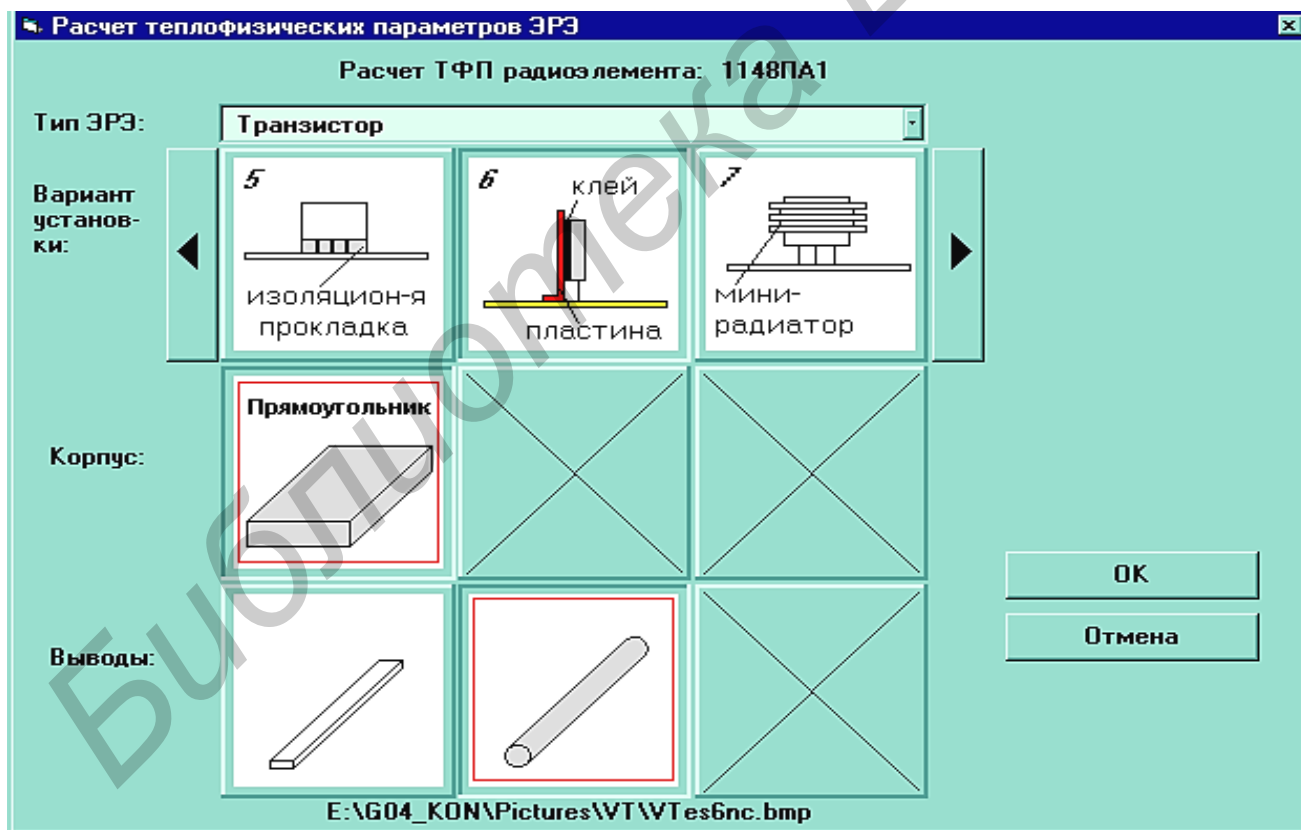 Расчет теплофизических параметров ЭРЭ
Расчет ТФП радиоэлемента: 1148ПА1
Тип ЭРЭ:
Транзистор
Вариант
установ-
ки:
5
изоляцион-я
прокладка
6
клей
пластина
7
мини-
радиатор
Корпус:
Прямоугольник
Выводы:
OK
Отмена
E:\G04_KON\Pictures\VT\VTes6nc.bmp
Библиотека